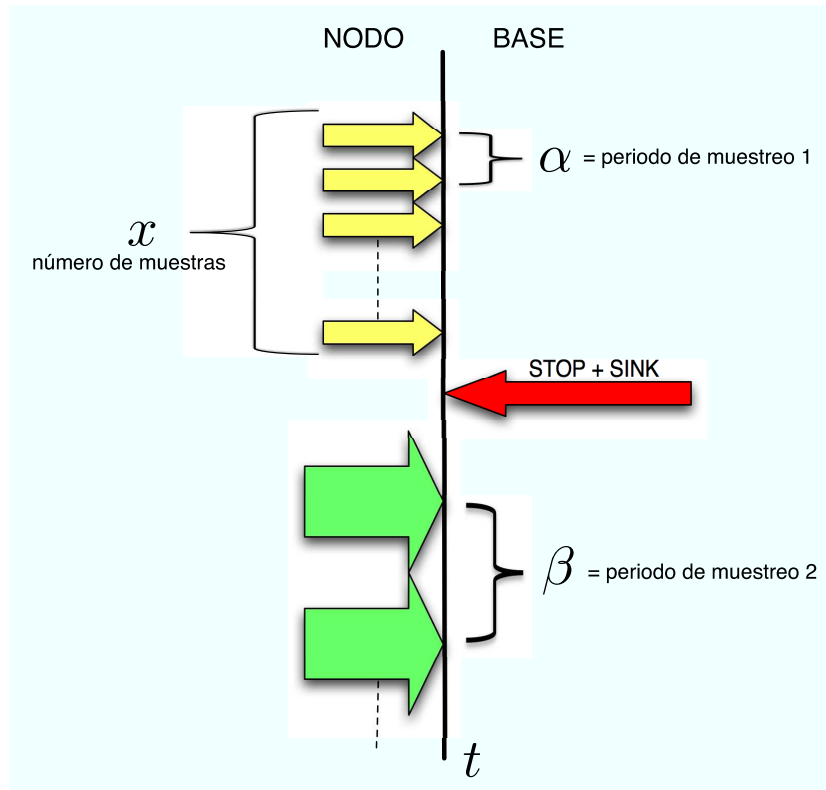 NODO
BASE
α = periodo de muestreo 1
x
número de muestras
STOP + SINK
β = periodo de muestreo 2
t